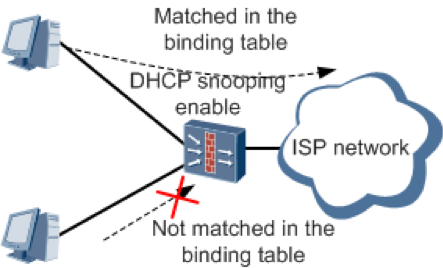 Matched in the
binding table
DHCP snooping
enable
ISP network
Not matched in the
binding table